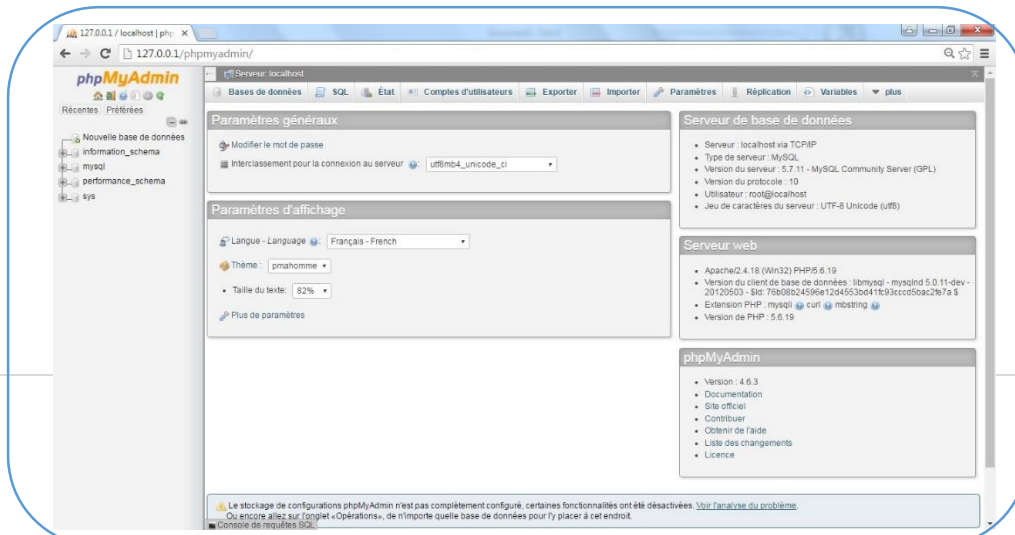 127.0.0.1 / localhost | php
127.0.0.1/phpmyadmin/
phpMyAdmin
Récentes Préférées
Nouvelle base de données
information_schema
mysql
performance_schema
sys
Serveur: localhost
Bases de données SQL État Comptes d'utilisateurs Exporter Importer Paramètres Réplication Variables plus
Paramètres généraux
Modifier le mot de passe
Interclassement pour la connexion au serveur : utf8mb4_unicode_ci
Paramètres d'affichage
Langue - Language : Français - French
Thème : pmahomme
Taille du texte: 82%
Plus de paramètres
Serveur de base de données
Serveur : localhost via TCP/IP
Type de serveur : MySQL
Version du serveur : 5.7.11 - MySQL Community Server (GPL)
Version du protocole : 10
Utilisateur : root@localhost
Jeu de caractères du serveur : UTF-8 Unicode (utf8)
Serveur web
Apache/2.4.18 (Win32) PHP/5.6.19
Version du client de base de données : libmysql - mysqlnd 5.0.11-dev -
20120503 - $Id: 76b08b24596e12d4553bd41fc93cccd5bac2fe7a $
Extension PHP : mysqli curl mbstring
Version de PHP : 5.6.19
phpMyAdmin
Version : 4.6.3
Documentation
Site officiel
Contribuer
Obtenir de l'aide
Liste des changements
Licence
Le stockage de configurations phpMyAdmin n'est pas complètement configuré, certaines fonctionnalités ont été désactivées. Voir l'analyse du problème.
Ou encore allez sur l'onglet «Opérations», de n'importe quelle base de données pour l'y placer à cet endroit.
Console de requêtes SQL